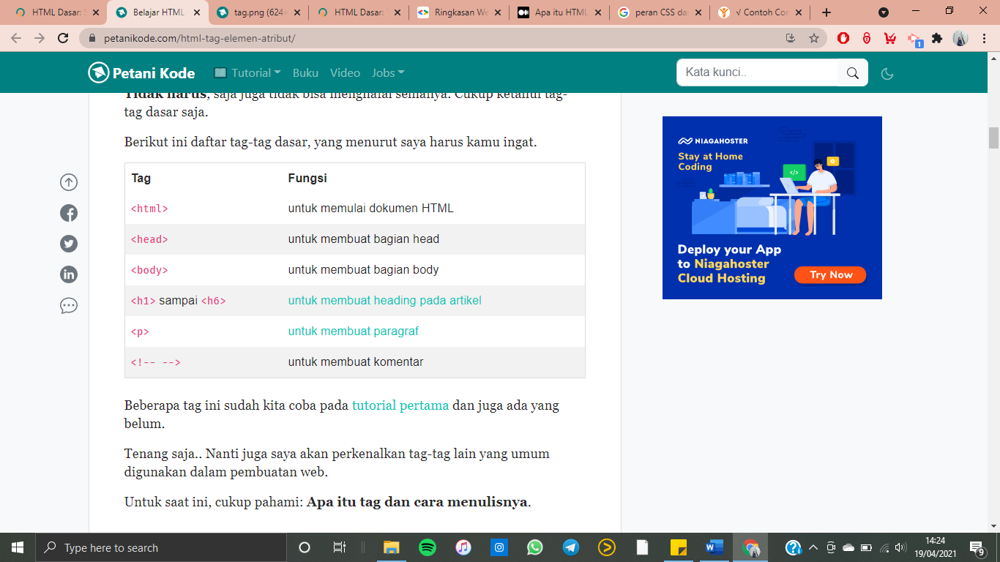 HTML Dasar:
Belajar HTML
tag.png (624×
HTML Dasar:
Ringkasan We
Apa itu HTML
peran CSS da
√ Contoh Cor
petanikode.com/html-tag-elemen-atribut/
1
Petani Kode
Tutorial
Buku
Video
Jobs
Kata kunci..
Tidak harus, saja juga tidak bisa menghafal semanya. Cukup ketahui tag-
tag dasar saja.
Berikut ini daftar tag-tag dasar, yang menurut saya harus kamu ingat.
Tag Fungsi
<html> untuk memulai dokumen HTML
<head> untuk membuat bagian head
<body> untuk membuat bagian body
<h1> sampai <h6> untuk membuat heading pada artikel
<p> untuk membuat paragraf
<!-- --> untuk membuat komentar
Beberapa tag ini sudah kita coba pada tutorial pertama dan juga ada yang
belum.
Tenang saja.. Nanti juga saya akan perkenalkan tag-tag lain yang umum
digunakan dalam pembuatan web.
Untuk saat ini, cukup pahami: Apa itu tag dan cara menulisnya.
NIAGAHOSTER
Stay at Home
Coding
</>
Deploy your App
to Niagahoster
Cloud Hosting
Try Now
Type here to search
14:24
19/04/2021
9